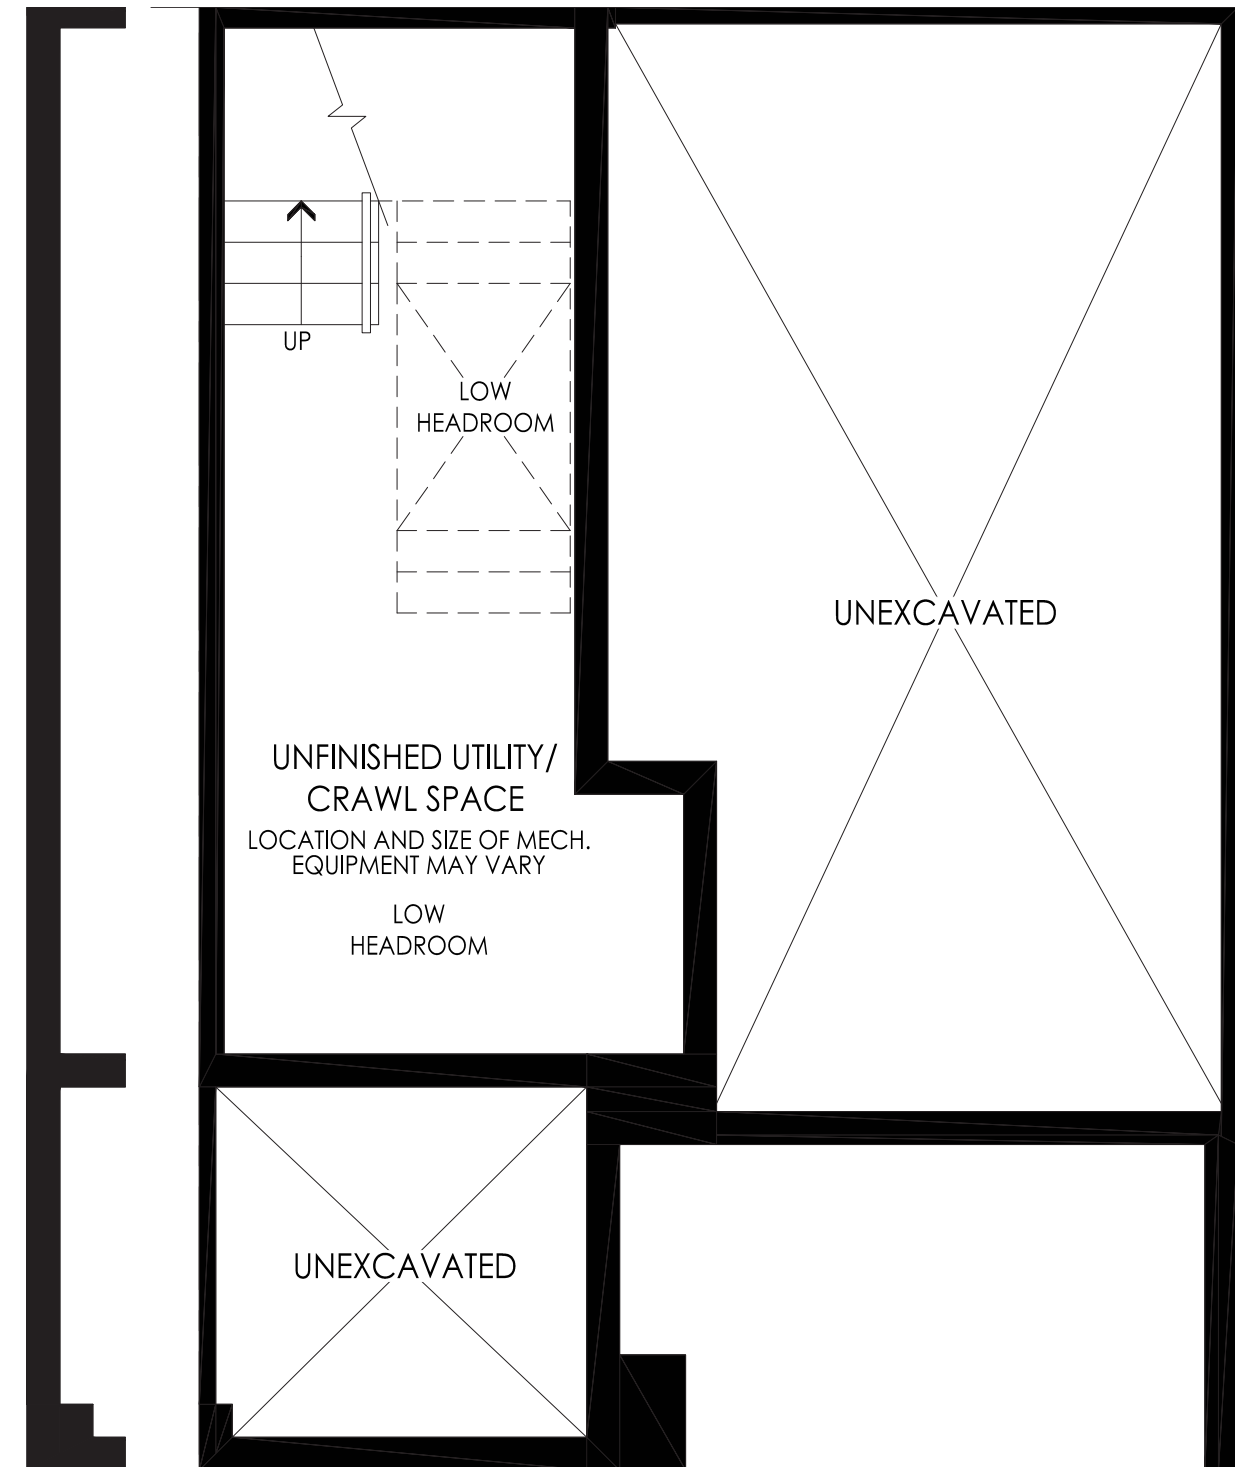 UP
LOW
HEADROOM
UNEXCAVATED
UNFINISHED UTILITY/
CRAWL SPACE
LOCATION AND SIZE OF MECH.
EQUIPMENT MAY VARY
LOW
HEADROOM
UNEXCAVATED